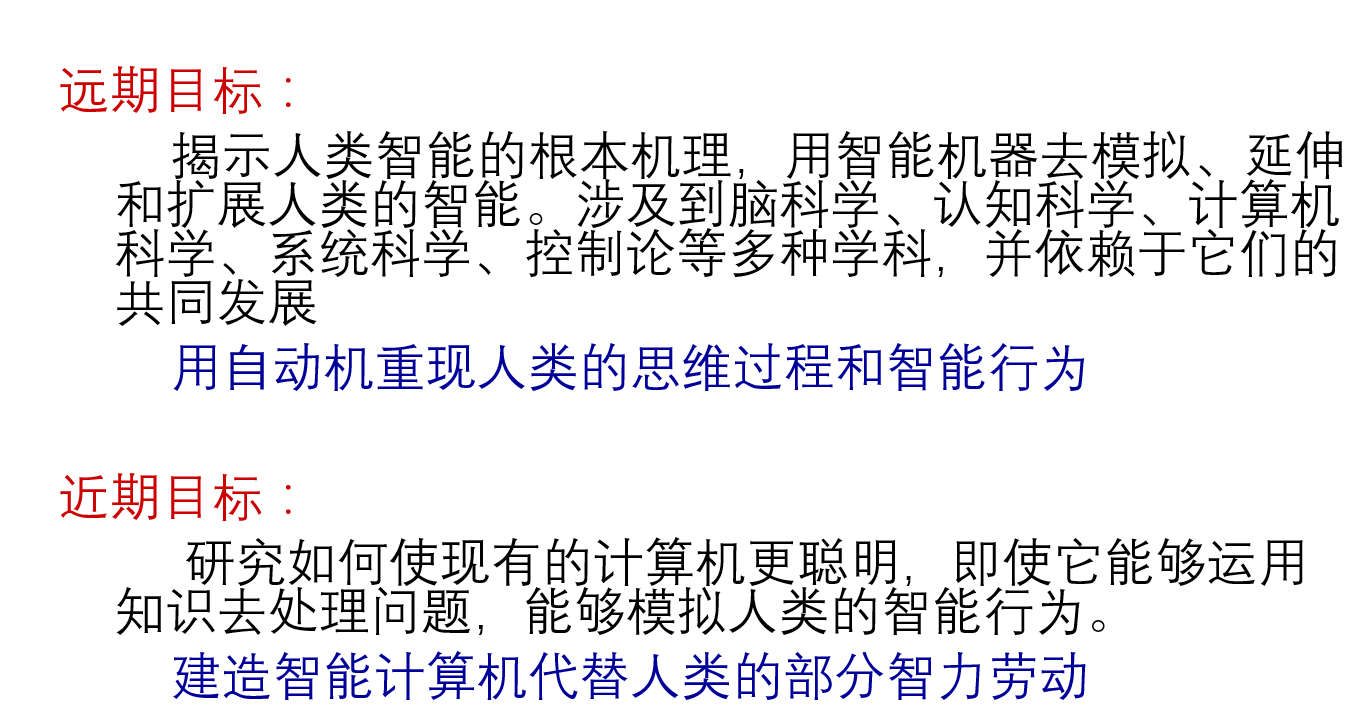 远期目标：
揭示人类智能的根本机理，用智能机器去模拟、延伸
和扩展人类的智能。涉及到脑科学、认知科学、计算机
科学、系统科学、控制论等多种学科，并依赖于它们的
共同发展
用自动机重现人类的思维过程和智能行为
近期目标：
研究如何使现有的计算机更聪明，即使它能够运用
知识去处理问题，能够模拟人类的智能行为。
建造智能计算机代替人类的部分智力劳动